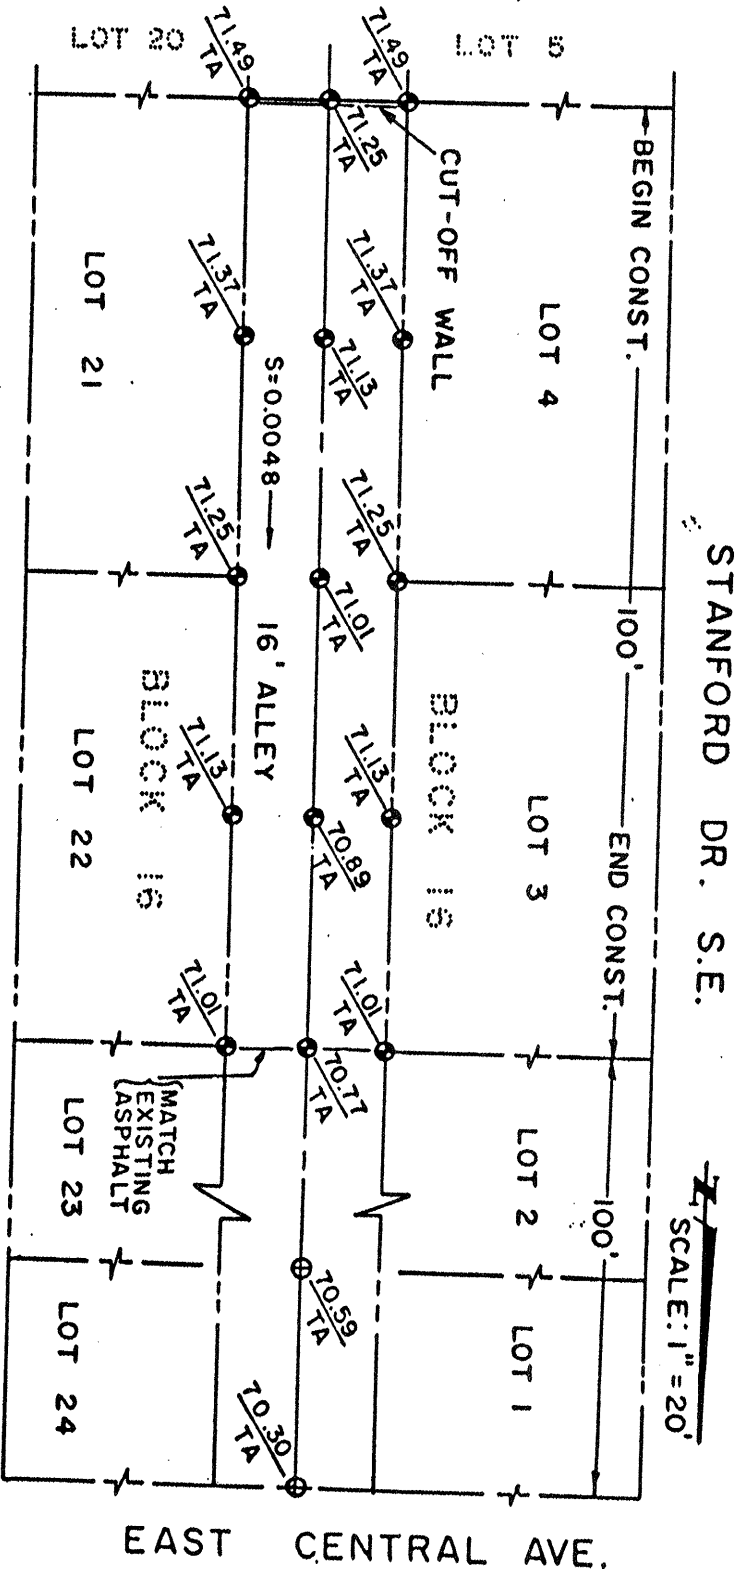 STANFORD DR. S.E.
SCALE: 1" = 20'
BEGIN CONST.
100'
END CONST.
100'
LOT 5
LOT 4
LOT 3
LOT 2
LOT 1
BLOCK 16
CUT-OFF WALL
71.49
TA
71.37
TA
71.25
TA
71.13
TA
71.01
TA
71.25
TA
71.13
TA
71.01
TA
70.89
TA
70.77
TA
70.59
TA
70.30
TA
S=0.0048
16' ALLEY
71.49
TA
71.37
TA
71.25
TA
71.13
TA
71.01
TA
MATCH
EXISTING
ASPHALT
BLOCK 16
LOT 20
LOT 21
LOT 22
LOT 23
LOT 24
EAST CENTRAL AVE.